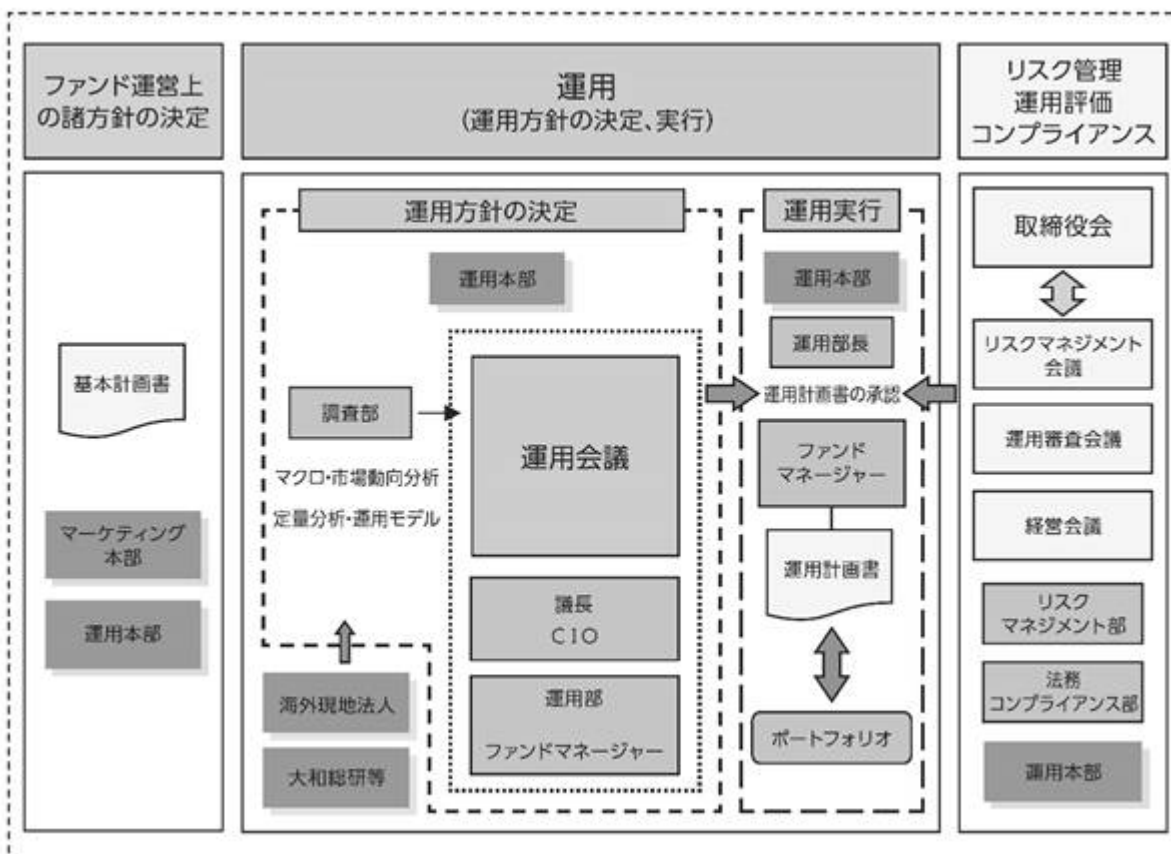 ファンド運営上
の諸方針の決定
運用
(運用方針の決定、実行)
リスク管理
運用評価
コンプライアンス
基本計画書
マーケティング
本部
運用本部
運用方針の決定
運用本部
調査部
マクロ・市場動向分析
定量分析・運用モデル
海外現地法人
大和総研等
運用会議
議長
CIO
運用部
ファンドマネージャー
運用実行
運用本部
運用部長
運用計画書の承認
ファンド
マネージャー
運用計画書
ポートフォリオ
取締役会
リスクマネジメント
会議
運用審査会議
経営会議
リスク
マネジメント部
法務
コンプライアンス部
運用本部